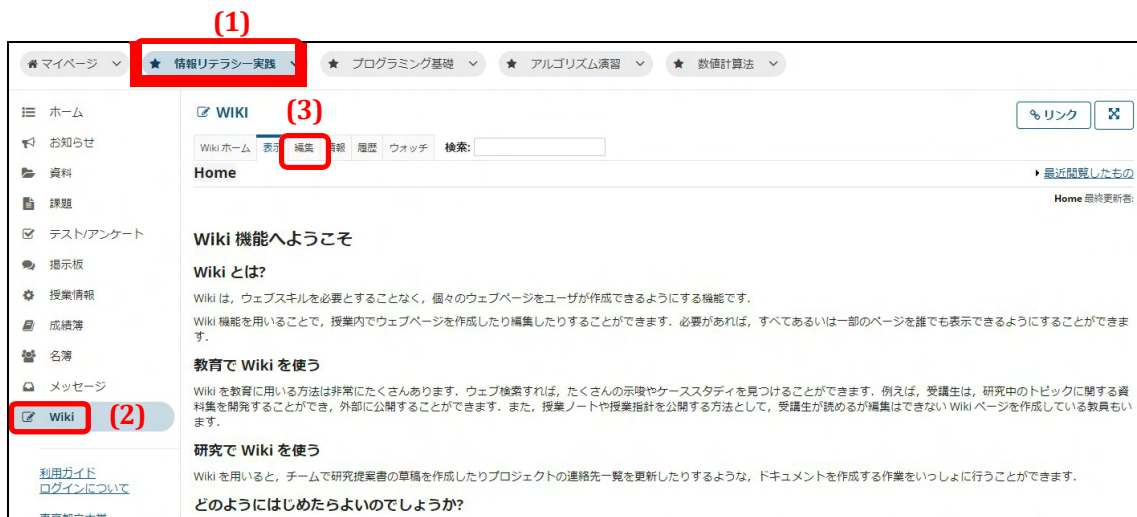 (1)
マイページ 情報リテラシー実践 プログラミング基礎 アルゴリズム演習 数値計算法
ホーム
お知らせ
資料
課題
テスト/アンケート
掲示板
授業情報
成績簿
名簿
メッセージ
Wiki (2)
利用ガイド
ログインについて
WIKI (3) リンク
Wiki ホーム 表示 編集 情報 履歴 ウォッチ 検索:
Home 最近閲覧したもの
Home 最終更新者:
Wiki 機能へようこそ
Wiki とは?
Wiki は，ウェブスキルを必要とすることなく，個々のウェブページをユーザが作成できるようにする機能です．
Wiki 機能を用いることで，授業内でウェブページを作成したり編集したりすることができます．必要があれば，すべてあるいは一部のページを誰でも表示できるようにすることができま
す．
教育で Wiki を使う
Wiki を教育に用いる方法は非常にたくさんあります．ウェブ検索すれば，たくさんの示唆やケーススタディを見つけることができます．例えば，受講生は，研究中のトピックに関する資
料集を開発することができ，外部に公開することができます．また，授業ノートや授業指針を公開する方法として，受講生が読めるが編集はできない Wiki ページを作成している教員もい
ます．
研究で Wiki を使う
Wiki を用いると，チームで研究提案書の草稿を作成したりプロジェクトの連絡先一覧を更新したりするような，ドキュメントを作成する作業をいっしょに行うことができます．
どのようにはじめたらよいのでしょうか?